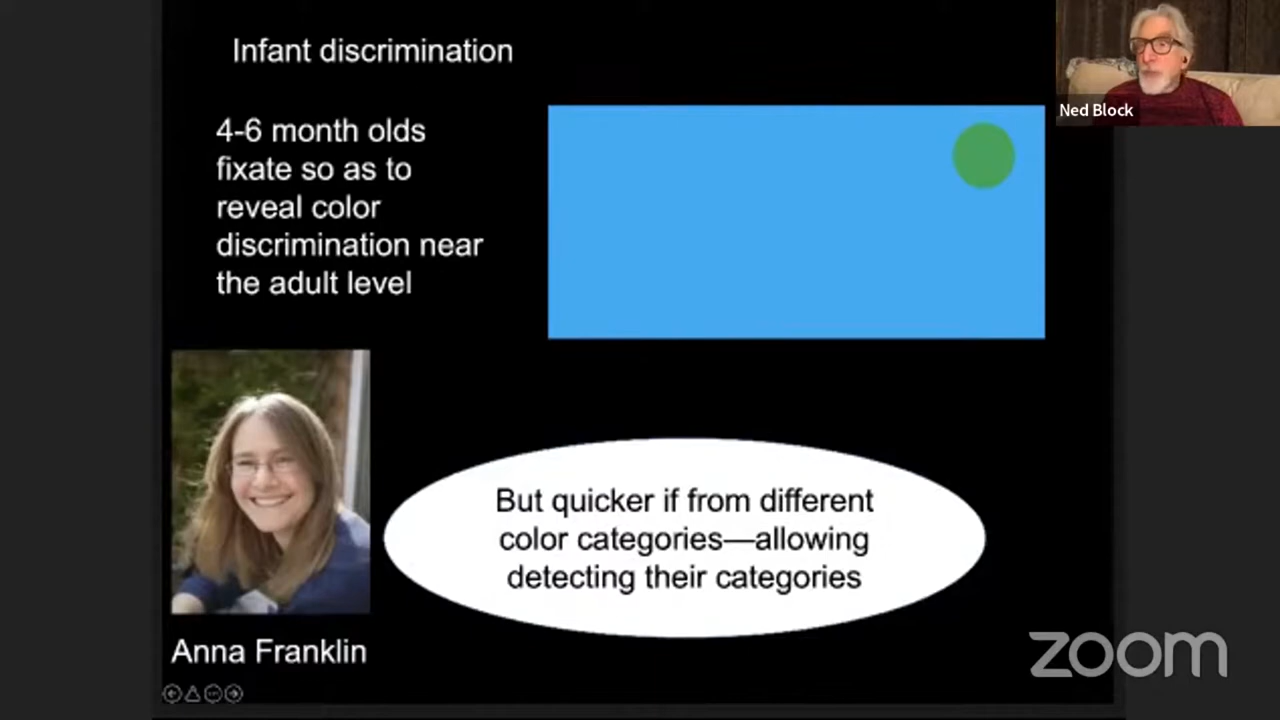 Infant discrimination
Ned Block
4-6 month olds
fixate so as to
reveal color
discrimination near
the adult level
But quicker if from different
color categories—allowing
detecting their categories
Anna Franklin
zoom